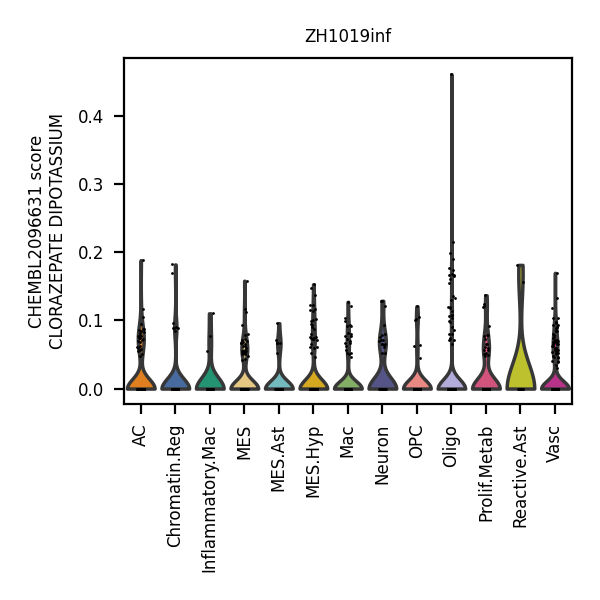 ZH1019inf
CHEMBL2096631 score
CLORAZEPATE DIPOTASSIUM
0.4
0.3
0.2
0.1
0.0
AC
Chromatin.Reg
Inflammatory.Mac
MES
MES.Ast
MES.Hyp
Mac
Neuron
OPC
Oligo
Prolif.Metab
Reactive.Ast
Vasc